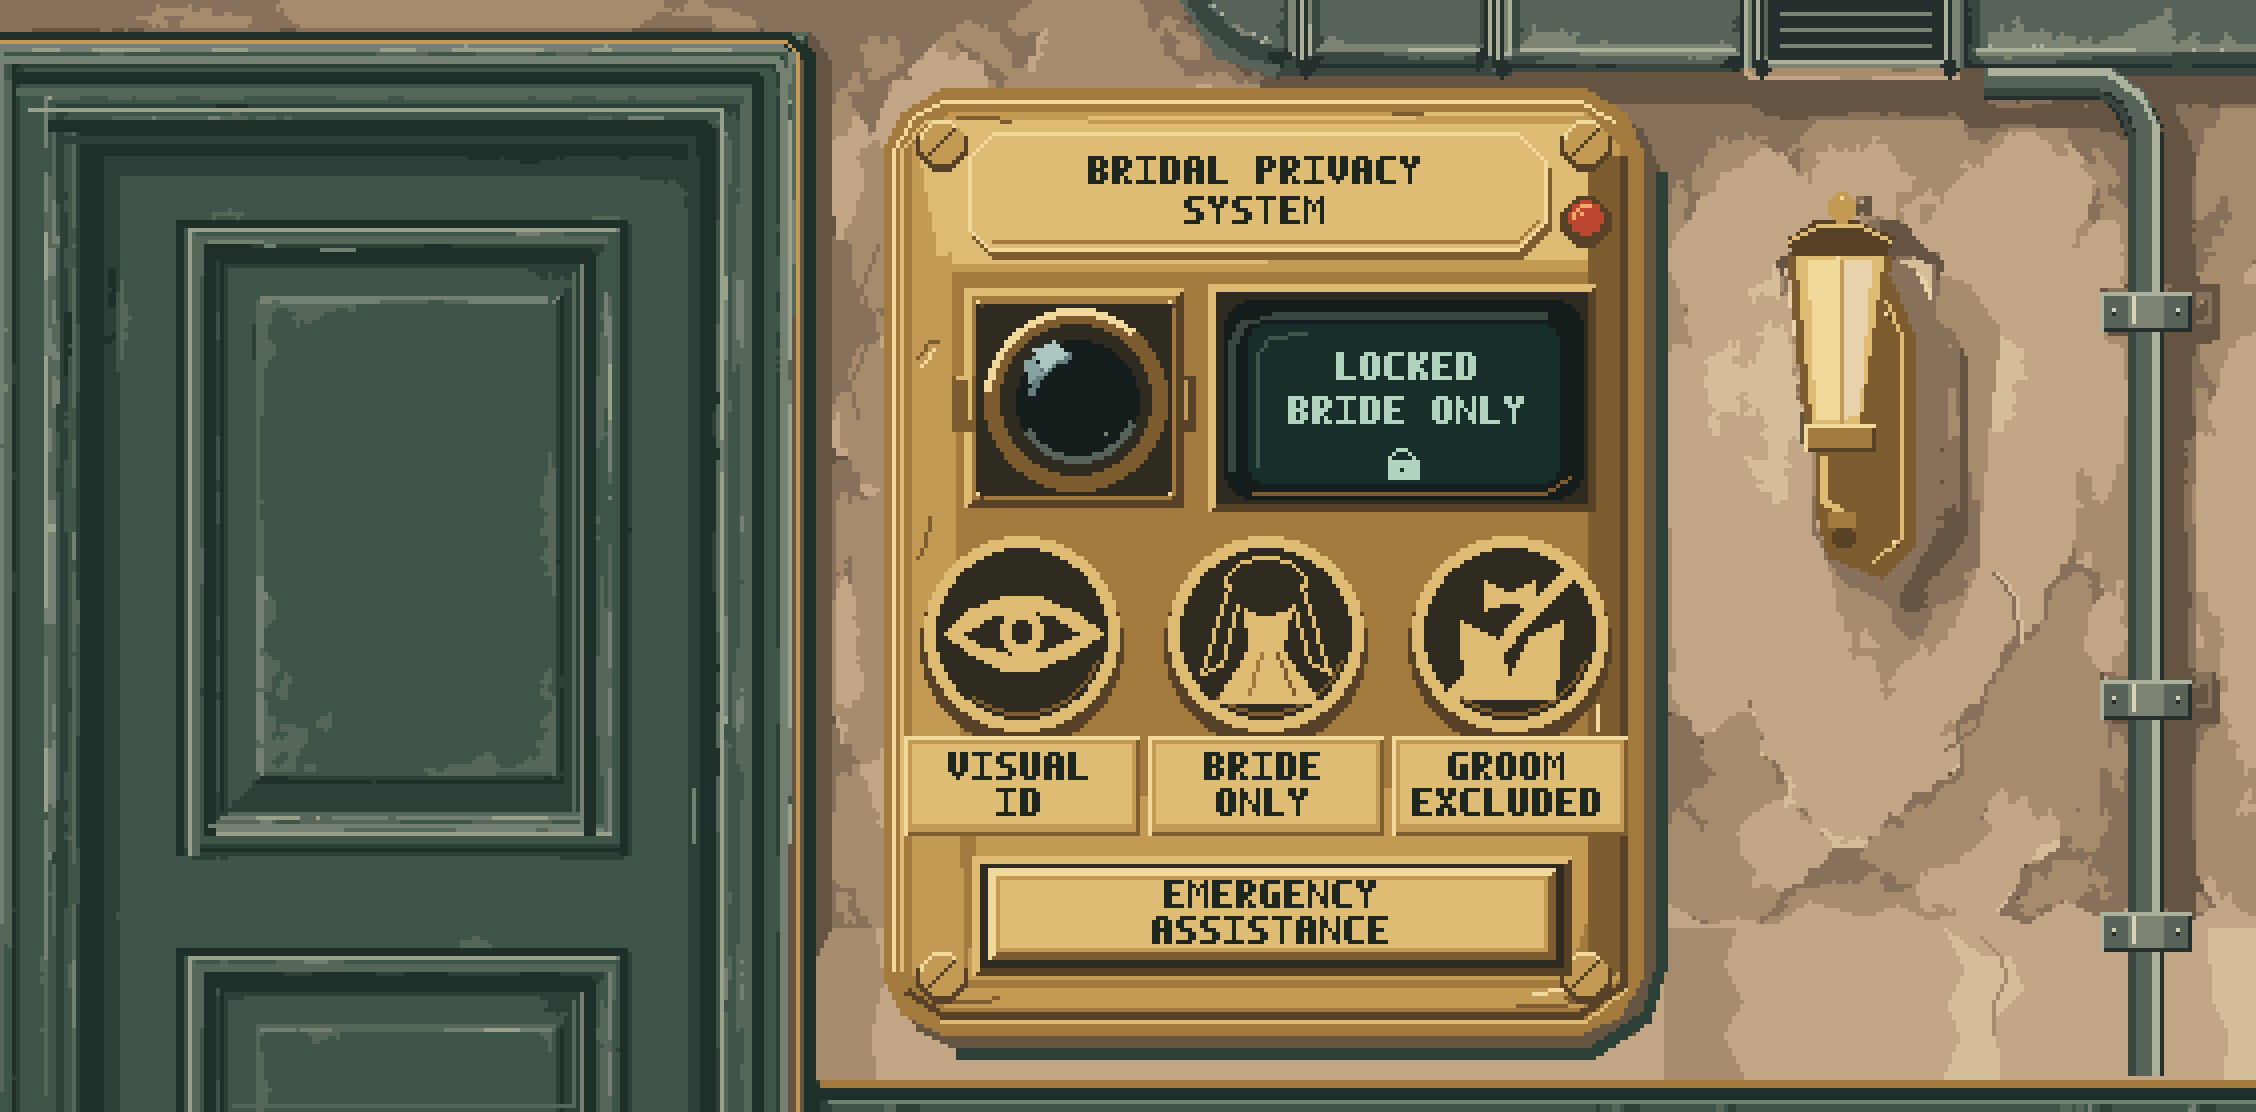 BRIDAL PRIVACY
SYSTEM
LOCKED
BRIDE ONLY
VISUAL
ID
BRIDE
ONLY
GROOM
EXCLUDED
EMERGENCY
ASSISTANCE